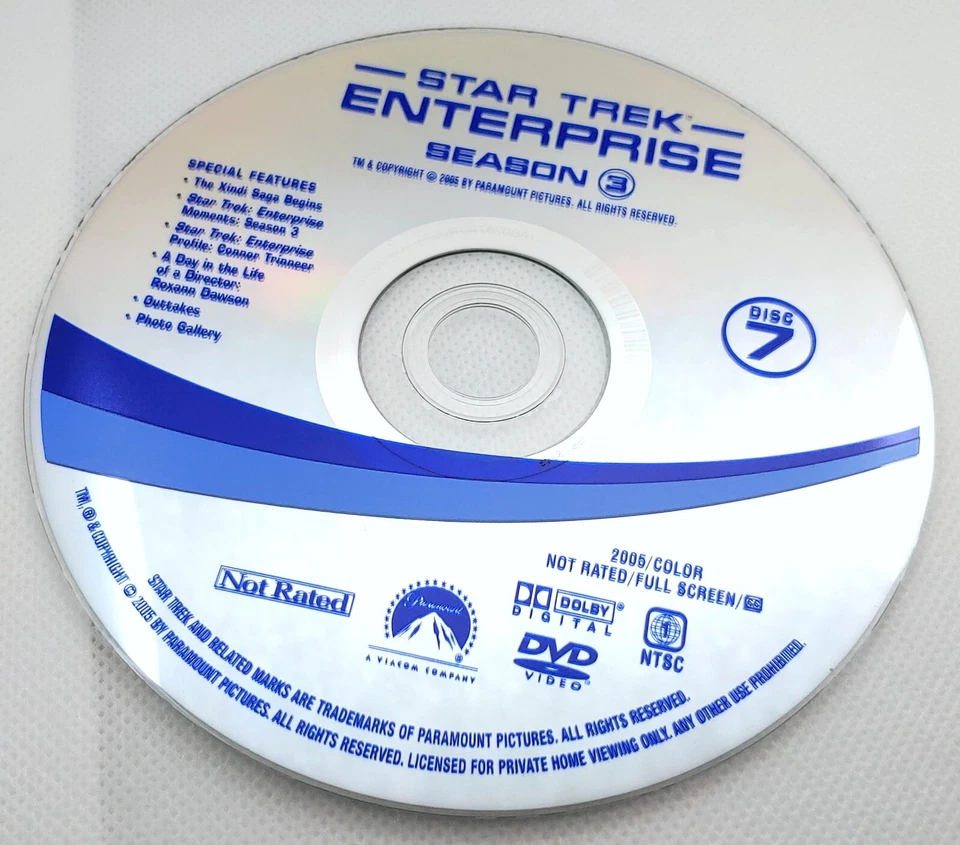 STAR TREK™
ENTERPRISE
SEASON 3
TM & COPYRIGHT © 2005 BY PARAMOUNT PICTURES. ALL RIGHTS RESERVED.
SPECIAL FEATURES
• The Xindi Saga Begins
• Star Trek: Enterprise
Moments: Season 3
• Star Trek: Enterprise
Profile: Connor Trinneer
• A Day in the Life
of a Director:
Roxann Dawson
• Outtakes
• Photo Gallery
DISC
7
2005/COLOR
NOT RATED/FULL SCREEN/CC
Not Rated
Paramount
®
A VIACOM COMPANY
DOLBY®
DIGITAL
DVD
VIDEO™
1
NTSC
STAR TREK AND RELATED MARKS ARE TRADEMARKS OF PARAMOUNT PICTURES. ALL RIGHTS RESERVED.
TM, ® & COPYRIGHT © 2005 BY PARAMOUNT PICTURES. ALL RIGHTS RESERVED. LICENSED FOR PRIVATE HOME VIEWING ONLY. ANY OTHER USE PROHIBITED.